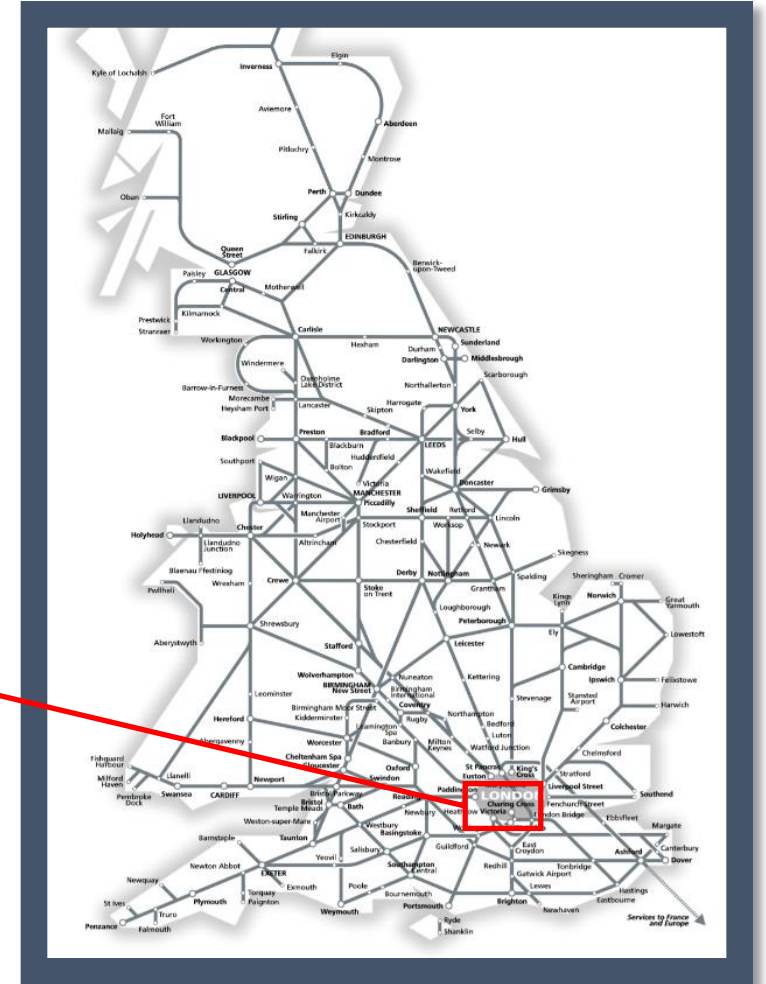 Elgin
Inverness
Kyle of Lochalsh
Aviemore
Fort
William
Mallaig
Aberdeen
Pitlochry
Montrose
Oban
Perth
Dundee
Stirling
Kirkcaldy
EDINBURGH
Queen
Street
Falkirk
Berwick-
upon-Tweed
Paisley
GLASGOW
Central
Motherwell
Prestwick
Kilmarnock
Stranraer
Carlisle
NEWCASTLE
Workington
Hexham
Durham
Sunderland
Darlington
Middlesbrough
Windermere
Scarborough
Oxenholme
Lake District
Northallerton
Barrow-in-Furness
Morecambe
Heysham Port
Lancaster
Harrogate
Skipton
York
Blackpool
Preston
Bradford
Selby
Hull
Blackburn
LEEDS
Southport
Huddersfield
Bolton
Wakefield
Wigan
Victoria
Doncaster
Grimsby
LIVERPOOL
Warrington
MANCHESTER
Piccadilly
Manchester
Airport
Sheffield
Retford
Llandudno
Stockport
Worksop
Lincoln
Holyhead
Chester
Llandudno
Junction
Altrincham
Chesterfield
Newark
Skegness
Blaenau Ffestiniog
Pwllheli
Wrexham
Crewe
Stoke
on Trent
Derby
Nottingham
Grantham
Spalding
Sheringham
Cromer
Kings
Lynn
Norwich
Great
Yarmouth
Loughborough
Peterborough
Ely
Lowestoft
Aberystwyth
Shrewsbury
Stafford
Leicester
Wolverhampton
Cambridge
BIRMINGHAM
New Street
Nuneaton
Birmingham
International
Kettering
Ipswich
Felixstowe
Leominster
Birmingham Moor Street
Coventry
Stevenage
Stansted
Airport
Harwich
Hereford
Kidderminster
Rugby
Northampton
Bedford
Colchester
Leamington
Spa
Abergavenny
Worcester
Banbury
Milton
Keynes
Luton
Watford Junction
Chelmsford
Fishguard
Harbour
Cheltenham Spa
Gloucester
Oxford
St Pancras
King's
Cross
Euston
Stratford
Milford
Haven
Llanelli
Newport
Swindon
Paddington
Liverpool Street
Pembroke
Dock
Swansea
CARDIFF
Bristol Parkway
Reading
LONDON
Southend
Bristol
Temple Meads
Bath
Newbury
Heathrow
Victoria
Charing Cross
Fenchurch Street
London Bridge
Ebbsfleet
Weston-super-Mare
Westbury
Basingstoke
Margate
Barnstaple
Taunton
Salisbury
Guildford
East
Croydon
Canterbury
Newton Abbot
Yeovil
Southampton
Central
Redhill
Tonbridge
Ashford
Dover
EXETER
Gatwick Airport
Newquay
Exmouth
Poole
Lewes
Hastings
St Ives
Plymouth
Torquay
Paignton
Bournemouth
Eastbourne
Truro
Weymouth
Portsmouth
Brighton
Newhaven
Penzance
Falmouth
Ryde
Shanklin
Services to France
and Europe